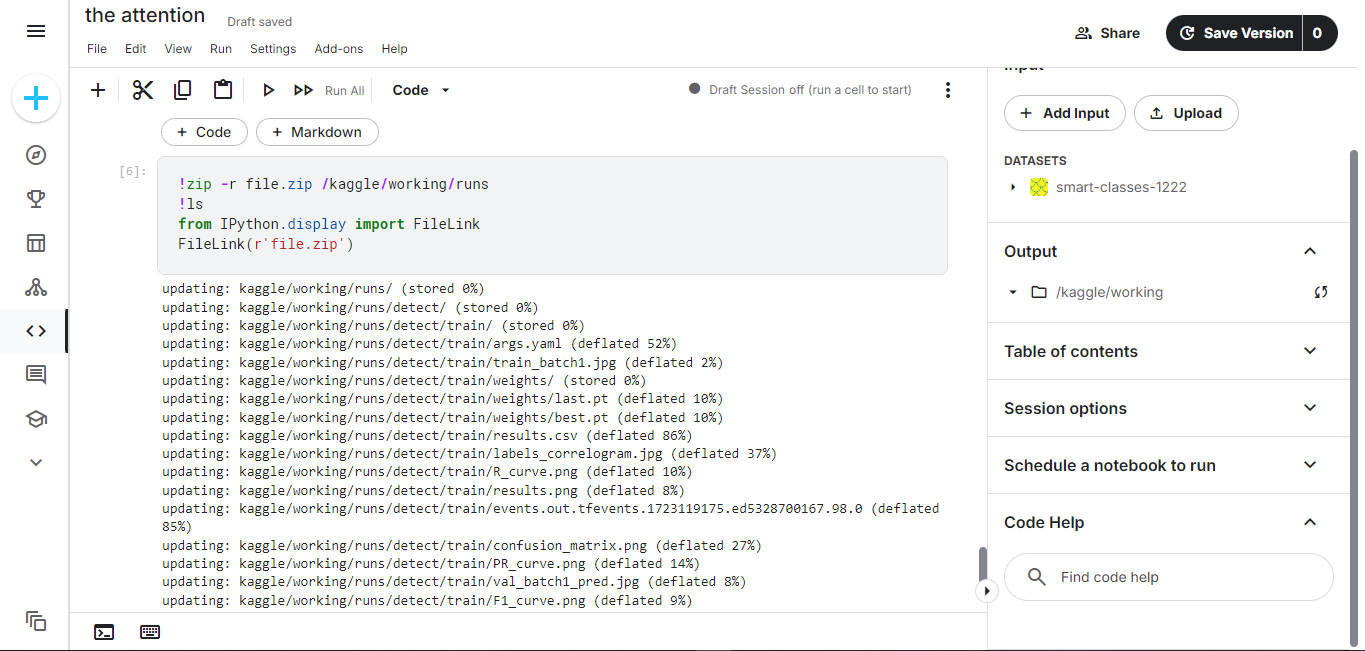 the attention
Draft saved
File Edit View Run Settings Add-ons Help
Share
Save Version
0
Run All
Code
Draft Session off (run a cell to start)
+ Code
+ Markdown
[6]:
!zip -r file.zip /kaggle/working/runs
!ls
from IPython.display import FileLink
FileLink(r'file.zip')
updating: kaggle/working/runs/ (stored 0%)
updating: kaggle/working/runs/detect/ (stored 0%)
updating: kaggle/working/runs/detect/train/ (stored 0%)
updating: kaggle/working/runs/detect/train/args.yaml (deflated 52%)
updating: kaggle/working/runs/detect/train/train_batch1.jpg (deflated 2%)
updating: kaggle/working/runs/detect/train/weights/ (stored 0%)
updating: kaggle/working/runs/detect/train/weights/last.pt (deflated 10%)
updating: kaggle/working/runs/detect/train/weights/best.pt (deflated 10%)
updating: kaggle/working/runs/detect/train/results.csv (deflated 86%)
updating: kaggle/working/runs/detect/train/labels_correlogram.jpg (deflated 37%)
updating: kaggle/working/runs/detect/train/R_curve.png (deflated 10%)
updating: kaggle/working/runs/detect/train/results.png (deflated 8%)
updating: kaggle/working/runs/detect/train/events.out.tfevents.1723119175.ed5328700167.98.0 (deflated
85%)
updating: kaggle/working/runs/detect/train/confusion_matrix.png (deflated 27%)
updating: kaggle/working/runs/detect/train/PR_curve.png (deflated 14%)
updating: kaggle/working/runs/detect/train/val_batch1_pred.jpg (deflated 8%)
updating: kaggle/working/runs/detect/train/F1_curve.png (deflated 9%)
Input
+ Add Input
Upload
DATASETS
smart-classes-1222
Output
/kaggle/working
Table of contents
Session options
Schedule a notebook to run
Code Help
Find code help